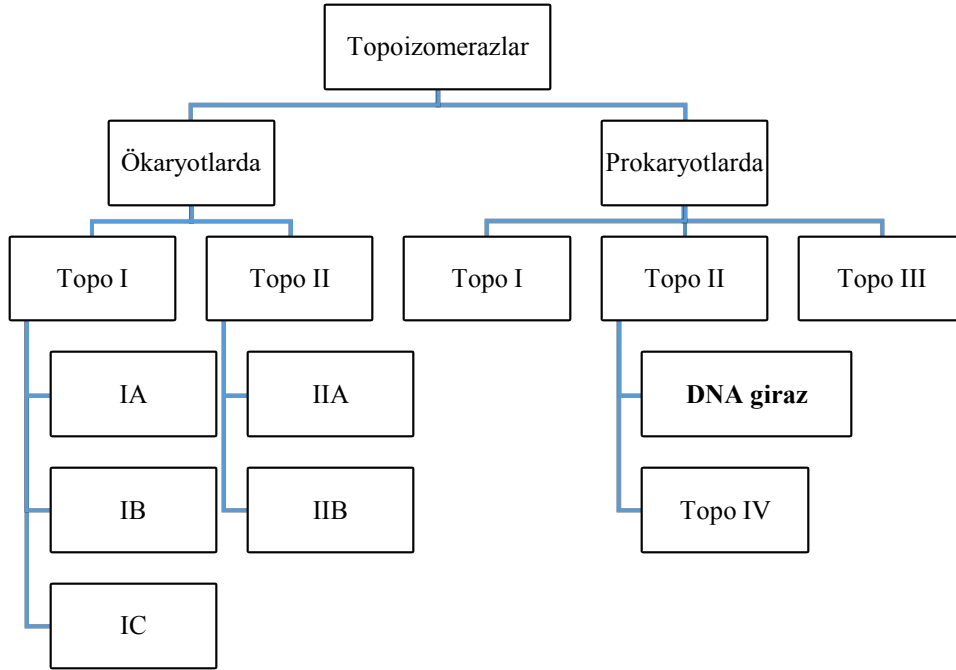 Topoizomerazlar
Ökaryotlarda
Prokaryotlarda
Topo I
Topo II
Topo I
Topo II
Topo III
IA
IIA
DNA giraz
IB
IIB
Topo IV
IC